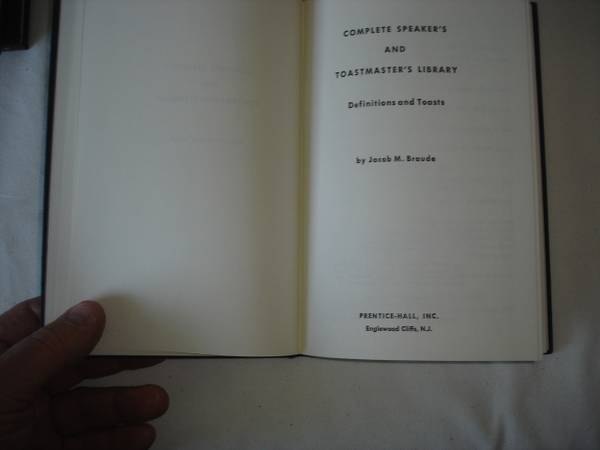 COMPLETE SPEAKER'S
AND
TOASTMASTER'S LIBRARY
Definitions and Toasts
by Jacob M. Braude
PRENTICE-HALL, INC.
Englewood Cliffs, N.J.